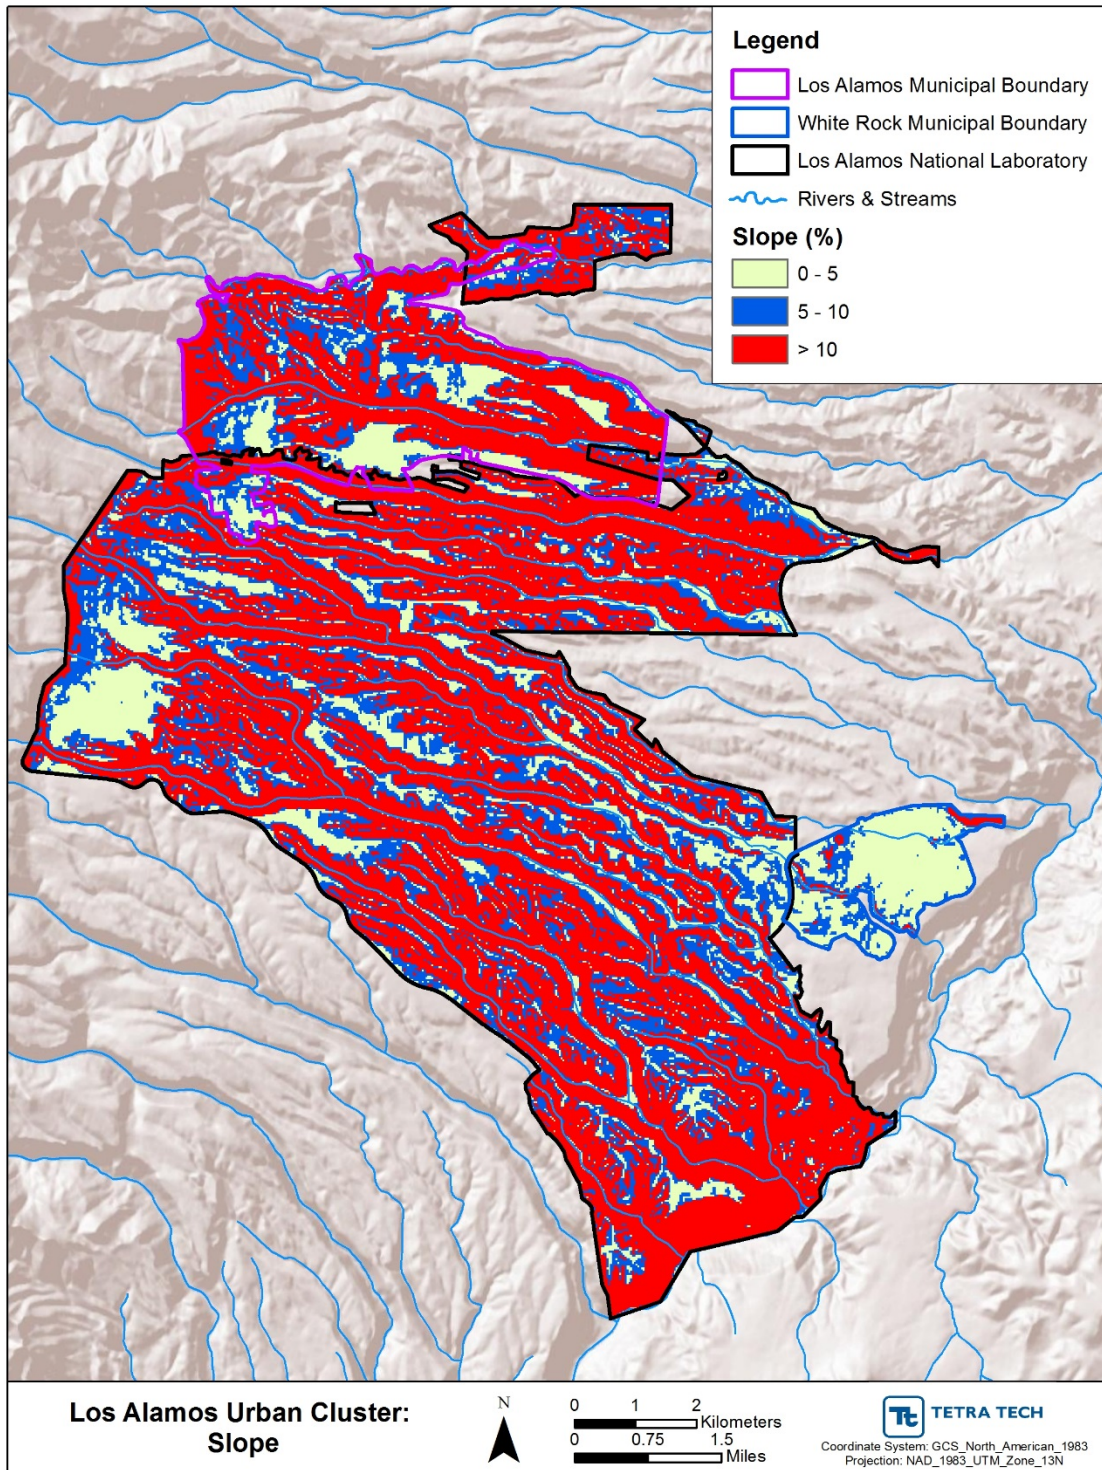 Legend
Los Alamos Municipal Boundary
White Rock Municipal Boundary
Los Alamos National Laboratory
Rivers & Streams
Slope (%)
0 - 5
5 - 10
> 10
Los Alamos Urban Cluster:
Slope
N
0 1 2
Kilometers
0 0.75 1.5
Miles
Tt TETRA TECH
Coordinate System: GCS_North_American_1983
Projection: NAD_1983_UTM_Zone_13N